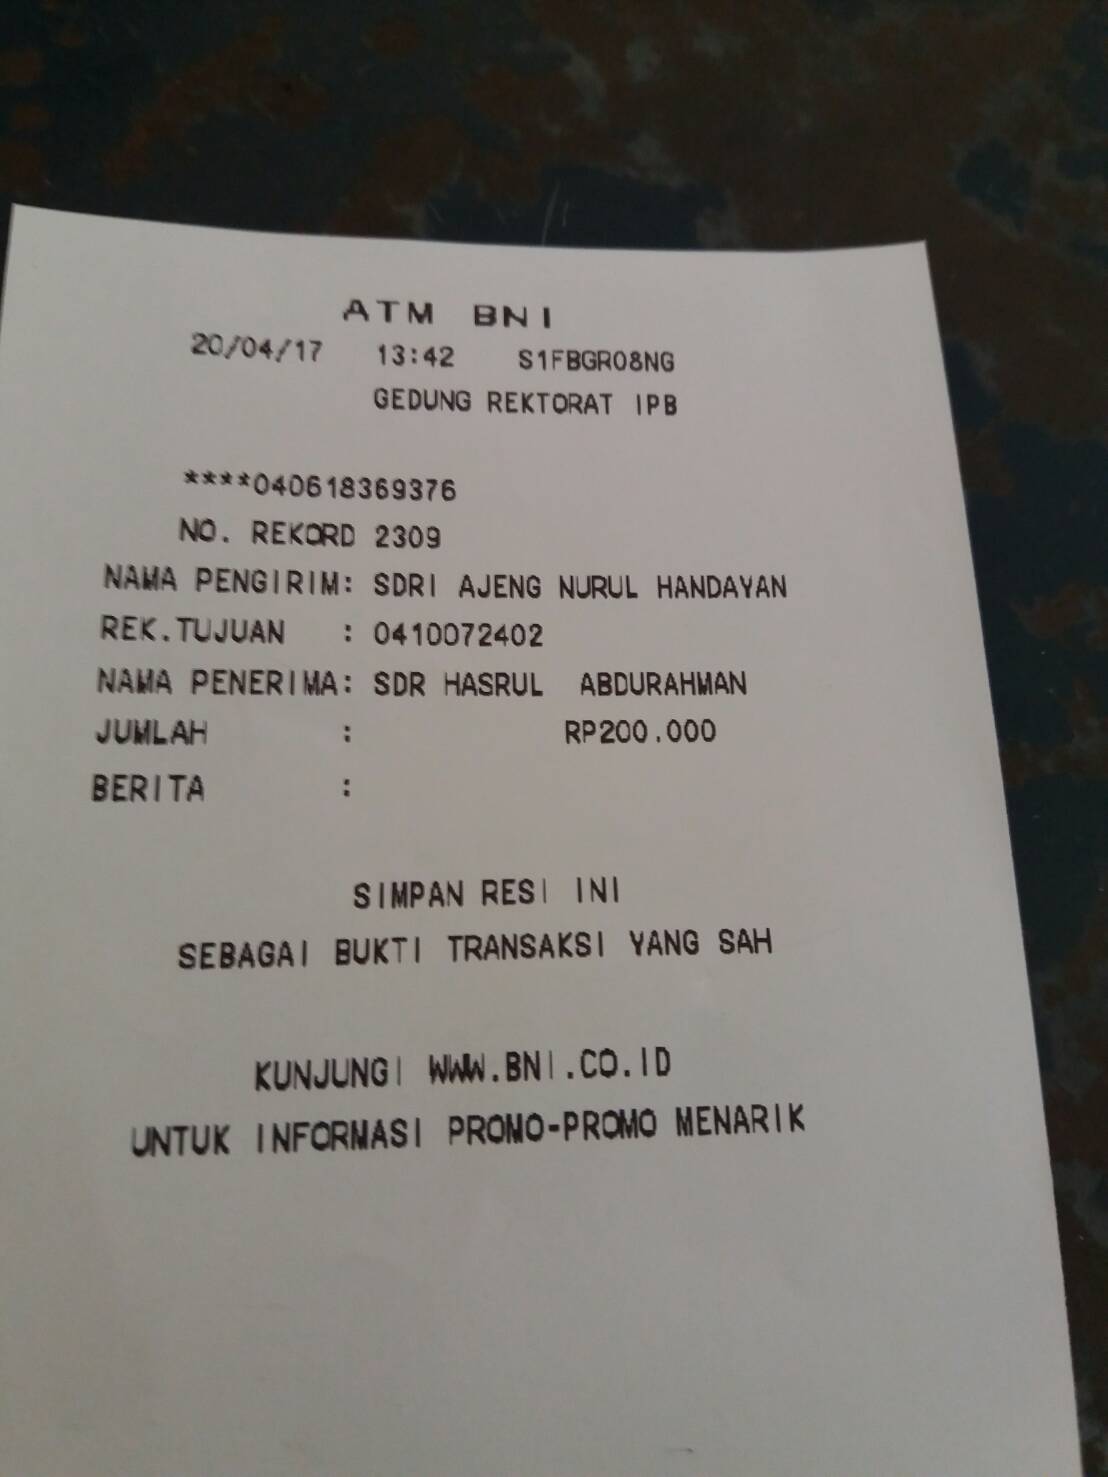 ATM BNI
20/04/17 13:42 S1FBGR08NG
GEDUNG REKTORAT IPB
****040618369376
NO. REKORD 2309
NAMA PENGIRIM: SDRI AJENG NURUL HANDAYAN
REK.TUJUAN : 0410072402
NAMA PENERIMA: SDR HASRUL ABDURAHMAN
JUMLAH : RP200.000
BERITA :
SIMPAN RESI INI
SEBAGAI BUKTI TRANSAKSI YANG SAH
KUNJUNGI WWW.BNI.CO.ID
UNTUK INFORMASI PROMO-PROMO MENARIK